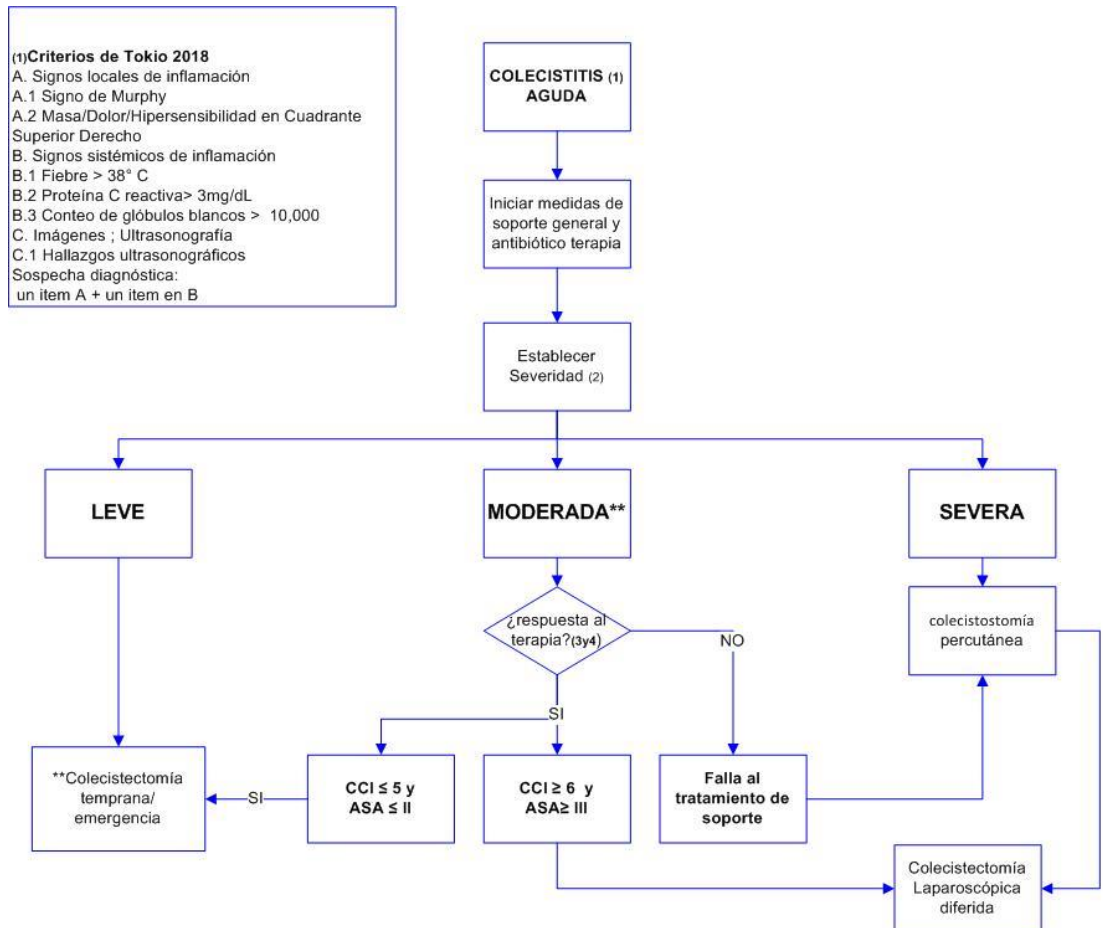 (1)Criterios de Tokio 2018
A. Signos locales de inflamación
A.1 Signo de Murphy
A.2 Masa/Dolor/Hipersensibilidad en Cuadrante
Superior Derecho
B. Signos sistémicos de inflamación
B.1 Fiebre > 38° C
B.2 Proteína C reactiva> 3mg/dL
B.3 Conteo de glóbulos blancos > 10,000
C. Imágenes ; Ultrasonografía
C.1 Hallazgos ultrasonográficos
Sospecha diagnóstica:
un item A + un item en B
COLECISTITIS (1)
AGUDA
Iniciar medidas de
soporte general y
antibiótico terapia
Establecer
Severidad (2)
LEVE
MODERADA**
SEVERA
¿respuesta al
terapia?(3y4)
NO
SI
colecistostomía
percutánea
**Colecistectomía
temprana/
emergencia
SI
CCI ≤ 5 y
ASA ≤ II
CCI ≥ 6 y
ASA≥ III
Falla al
tratamiento de
soporte
Colecistectomía
Laparoscópica
diferida